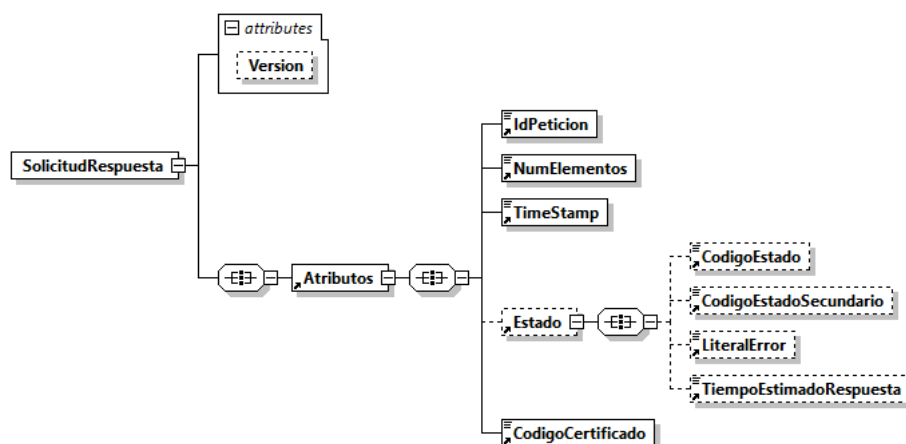 attributes
Version
IdPeticion
NumElementos
SolicitudRespuesta
TimeStamp
CodigoEstado
Atributos
CodigoEstadoSecundario
Estado
LiteralError
TiempoEstimadoRespuesta
CodigoCertificado